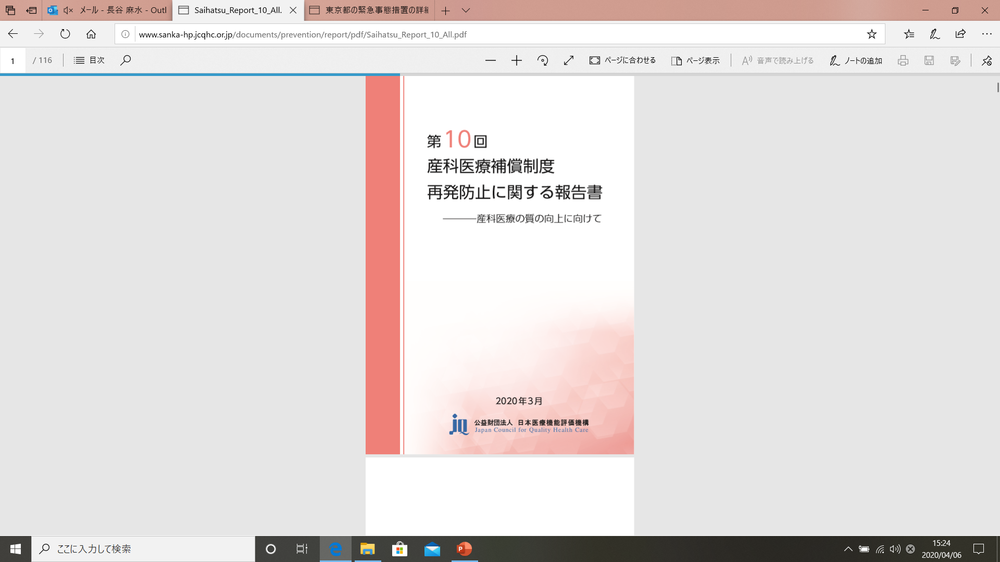 メール - 長谷 麻水 - Outl
Saihatsu_Report_10_All.
東京都の緊急事態措置の詳細
www.sanka-hp.jcqhc.or.jp/documents/prevention/report/pdf/Saihatsu_Report_10_All.pdf
1 / 116 目次 ページに合わせる ページ表示 音声で読み上げる ノートの追加
第10回
産科医療補償制度
再発防止に関する報告書
————産科医療の質の向上に向けて
2020年3月
公益財団法人 日本医療機能評価機構
Japan Council for Quality Health Care
ここに入力して検索
15:24
2020/04/06